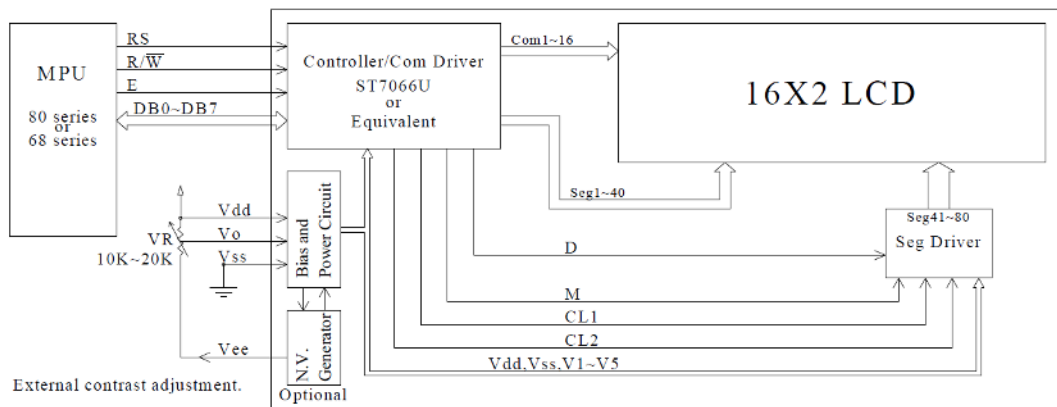 RS
R/W̅
E
DB0~DB7
MPU
80 series
or
68 series
Controller/Com Driver
ST7066U
or
Equivalent
Com1~16
16X2 LCD
Seg1~40
Seg41~80
Seg Driver
Vdd
Vo
Vss
VR
10K~20K
Bias and
Power Circuit
D
M
CL1
CL2
Vdd,Vss,V1~V5
Vee
N.V.
Generator
Optional
External contrast adjustment.